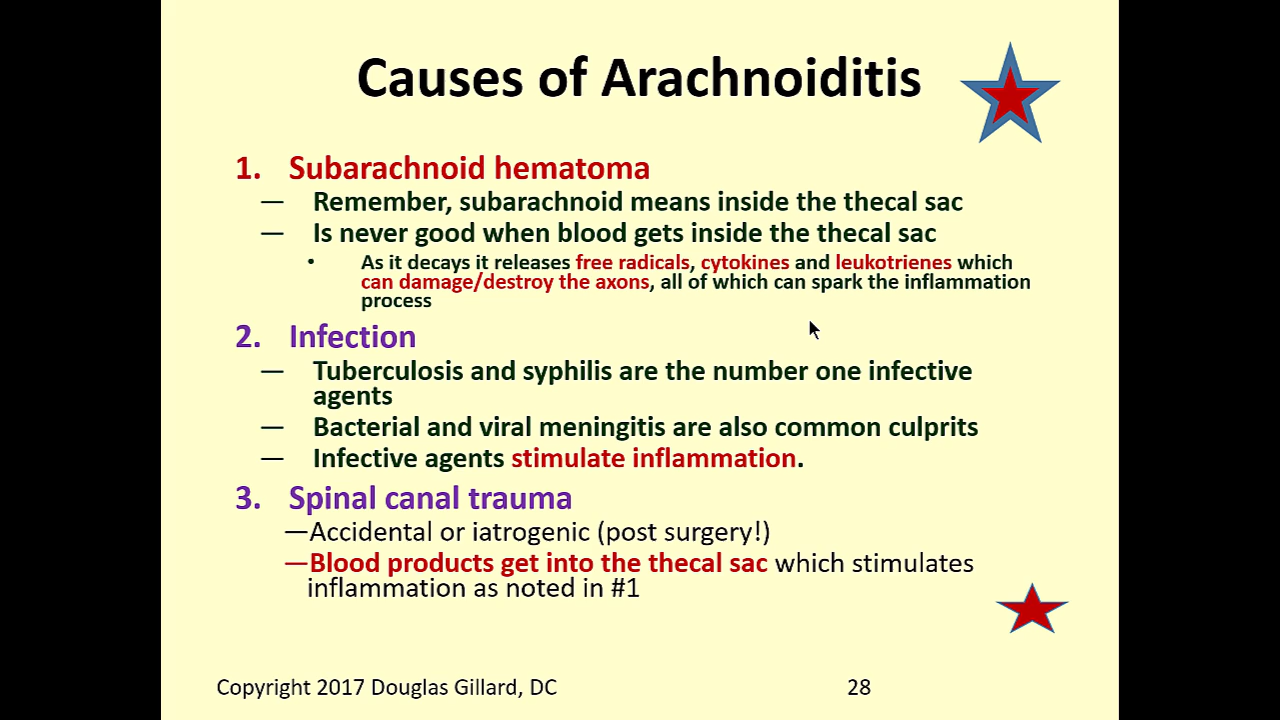 Causes of Arachnoiditis
1. Subarachnoid hematoma
— Remember, subarachnoid means inside the thecal sac
— Is never good when blood gets inside the thecal sac
• As it decays it releases free radicals, cytokines and leukotrienes which
can damage/destroy the axons, all of which can spark the inflammation
process
2. Infection
— Tuberculosis and syphilis are the number one infective
agents
— Bacterial and viral meningitis are also common culprits
— Infective agents stimulate inflammation.
3. Spinal canal trauma
—Accidental or iatrogenic (post surgery!)
—Blood products get into the thecal sac which stimulates
inflammation as noted in #1
Copyright 2017 Douglas Gillard, DC 28